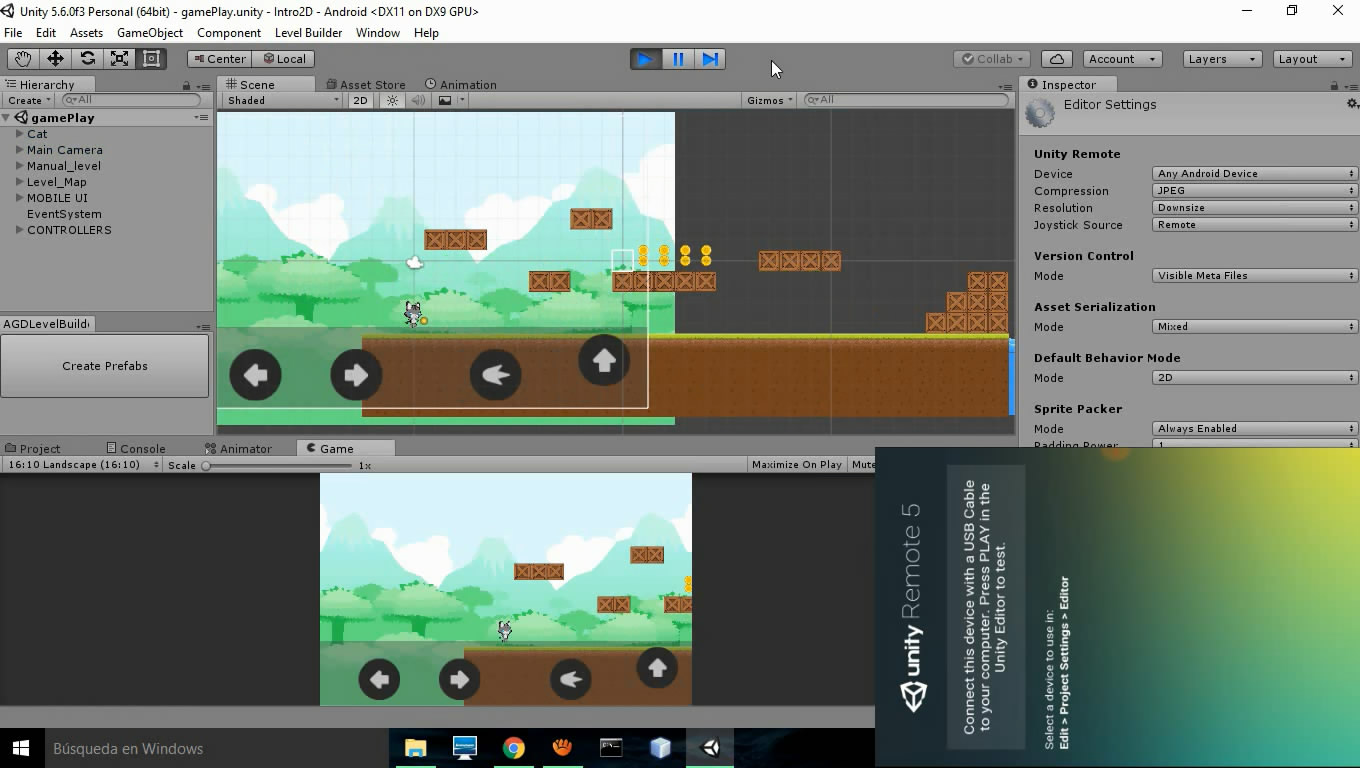 Unity 5.6.0f3 Personal (64bit) - gamePlay.unity - Intro2D - Android <DX11 on DX9 GPU>
File Edit Assets GameObject Component Level Builder Window Help
Center Local Collab Account Layers Layout
Hierarchy
Create All
gamePlay
Cat
Main Camera
Manual_level
Level_Map
MOBILE UI
EventSystem
CONTROLLERS
AGDLevelBuild
Create Prefabs
Scene Asset Store Animation
Shaded 2D Gizmos All
Inspector
Editor Settings
Unity Remote
Device Any Android Device
Compression JPEG
Resolution Downsize
Joystick Source Remote
Version Control
Mode Visible Meta Files
Asset Serialization
Mode Mixed
Default Behavior Mode
Mode 2D
Sprite Packer
Mode Always Enabled
Padding Power 1
Project Console Animator Game
16:10 Landscape (16:10) Scale 1x Maximize On Play Mute
unity Remote 5
Connect this device with a USB Cable
to your computer. Press PLAY in the
Unity Editor to test.
Select a device to use in:
Edit > Project Settings > Editor
Búsqueda en Windows